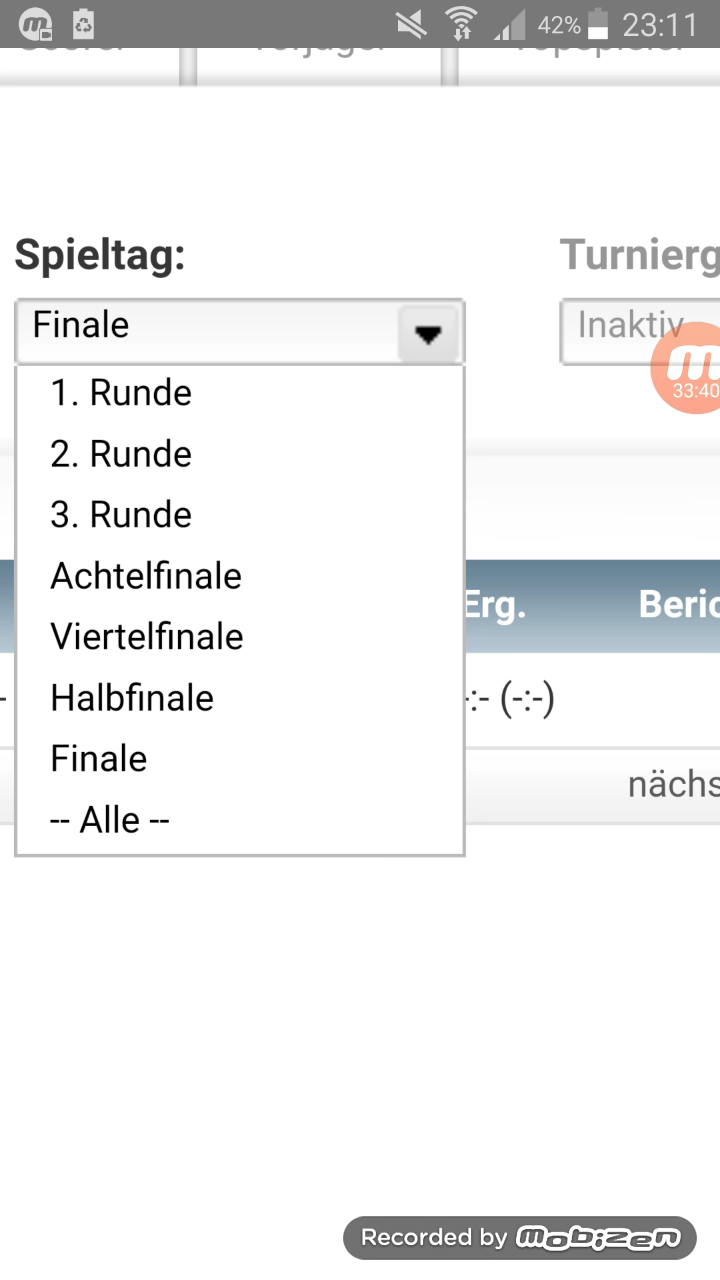 42% 23:11
Spieltag: Turnierg
Finale Inaktiv
33:40
1. Runde
2. Runde
3. Runde
Achtelfinale
Erg. Beric
Viertelfinale
Halbfinale
-:- (-:-)
Finale
nächs
-- Alle --
Recorded by mobizen